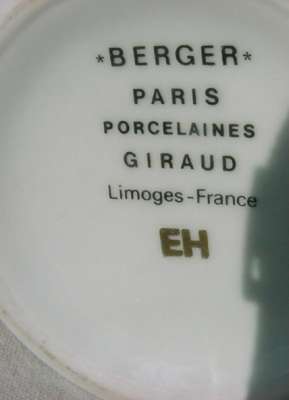 *BERGER*
PARIS
PORCELAINES
GIRAUD
Limoges-France
EH